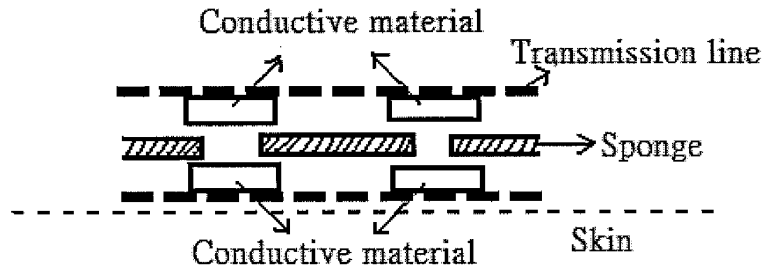 Conductive material
Transmission line
Sponge
Conductive material
Skin